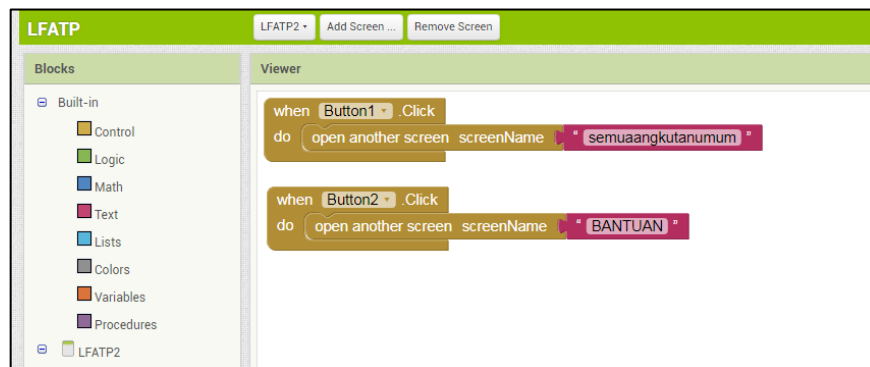 LFATP LFATP2 Add Screen ... Remove Screen
Blocks
Viewer
Built-in
Control
Logic
Math
Text
Lists
Colors
Variables
Procedures
LFATP2
when Button1 .Click
do open another screen screenName " semuaangkutanumum "
when Button2 .Click
do open another screen screenName " BANTUAN "